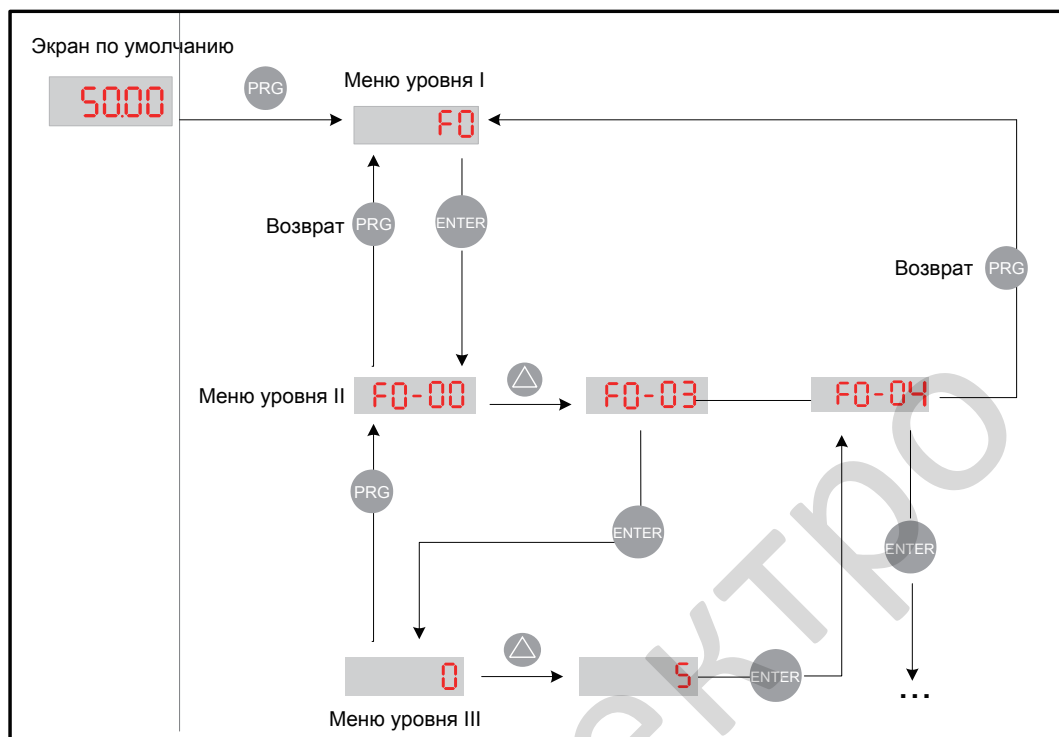 Экран по умолчанию
50.00
PRG
Меню уровня I
F0
Возврат PRG
ENTER
Возврат PRG
Меню уровня II
F0-00
F0-03
F0-04
PRG
ENTER
ENTER
0
5
ENTER
...
Меню уровня III
ектро